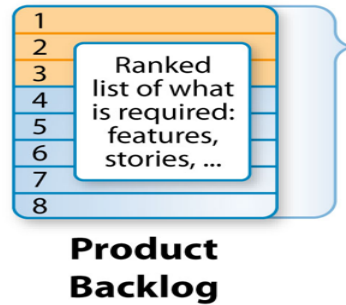 1
2
3
4
5
6
7
8
Ranked
list of what
is required:
features,
stories, ...
Product
Backlog